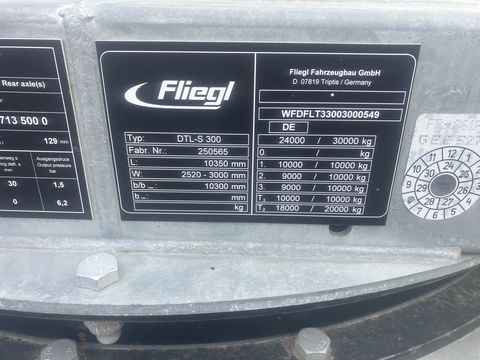 Rear axle(s)
713 500 0
129 mm
Ausgangsdruck
Output pressure
bar
30
1,5
0
6,2
Fliegl
Typ: DTL-S 300
Fabr. Nr.: 250565
L: 10350 mm
W: 2520 - 3000 mm
b/b 10300 mm
b mm
kg
Fliegl Fahrzeugbau GmbH
D 07819 Triptis / Germany
*
WFDFLT33003000549
DE
24000 / 30000 kg
0/ / kg
1. 10000 / 10000 kg
2. 9000 / 10000 kg
3. 9000 / 10000 kg
T₁ 10000 / 10000 kg
T₂ 18000 / 20000 kg